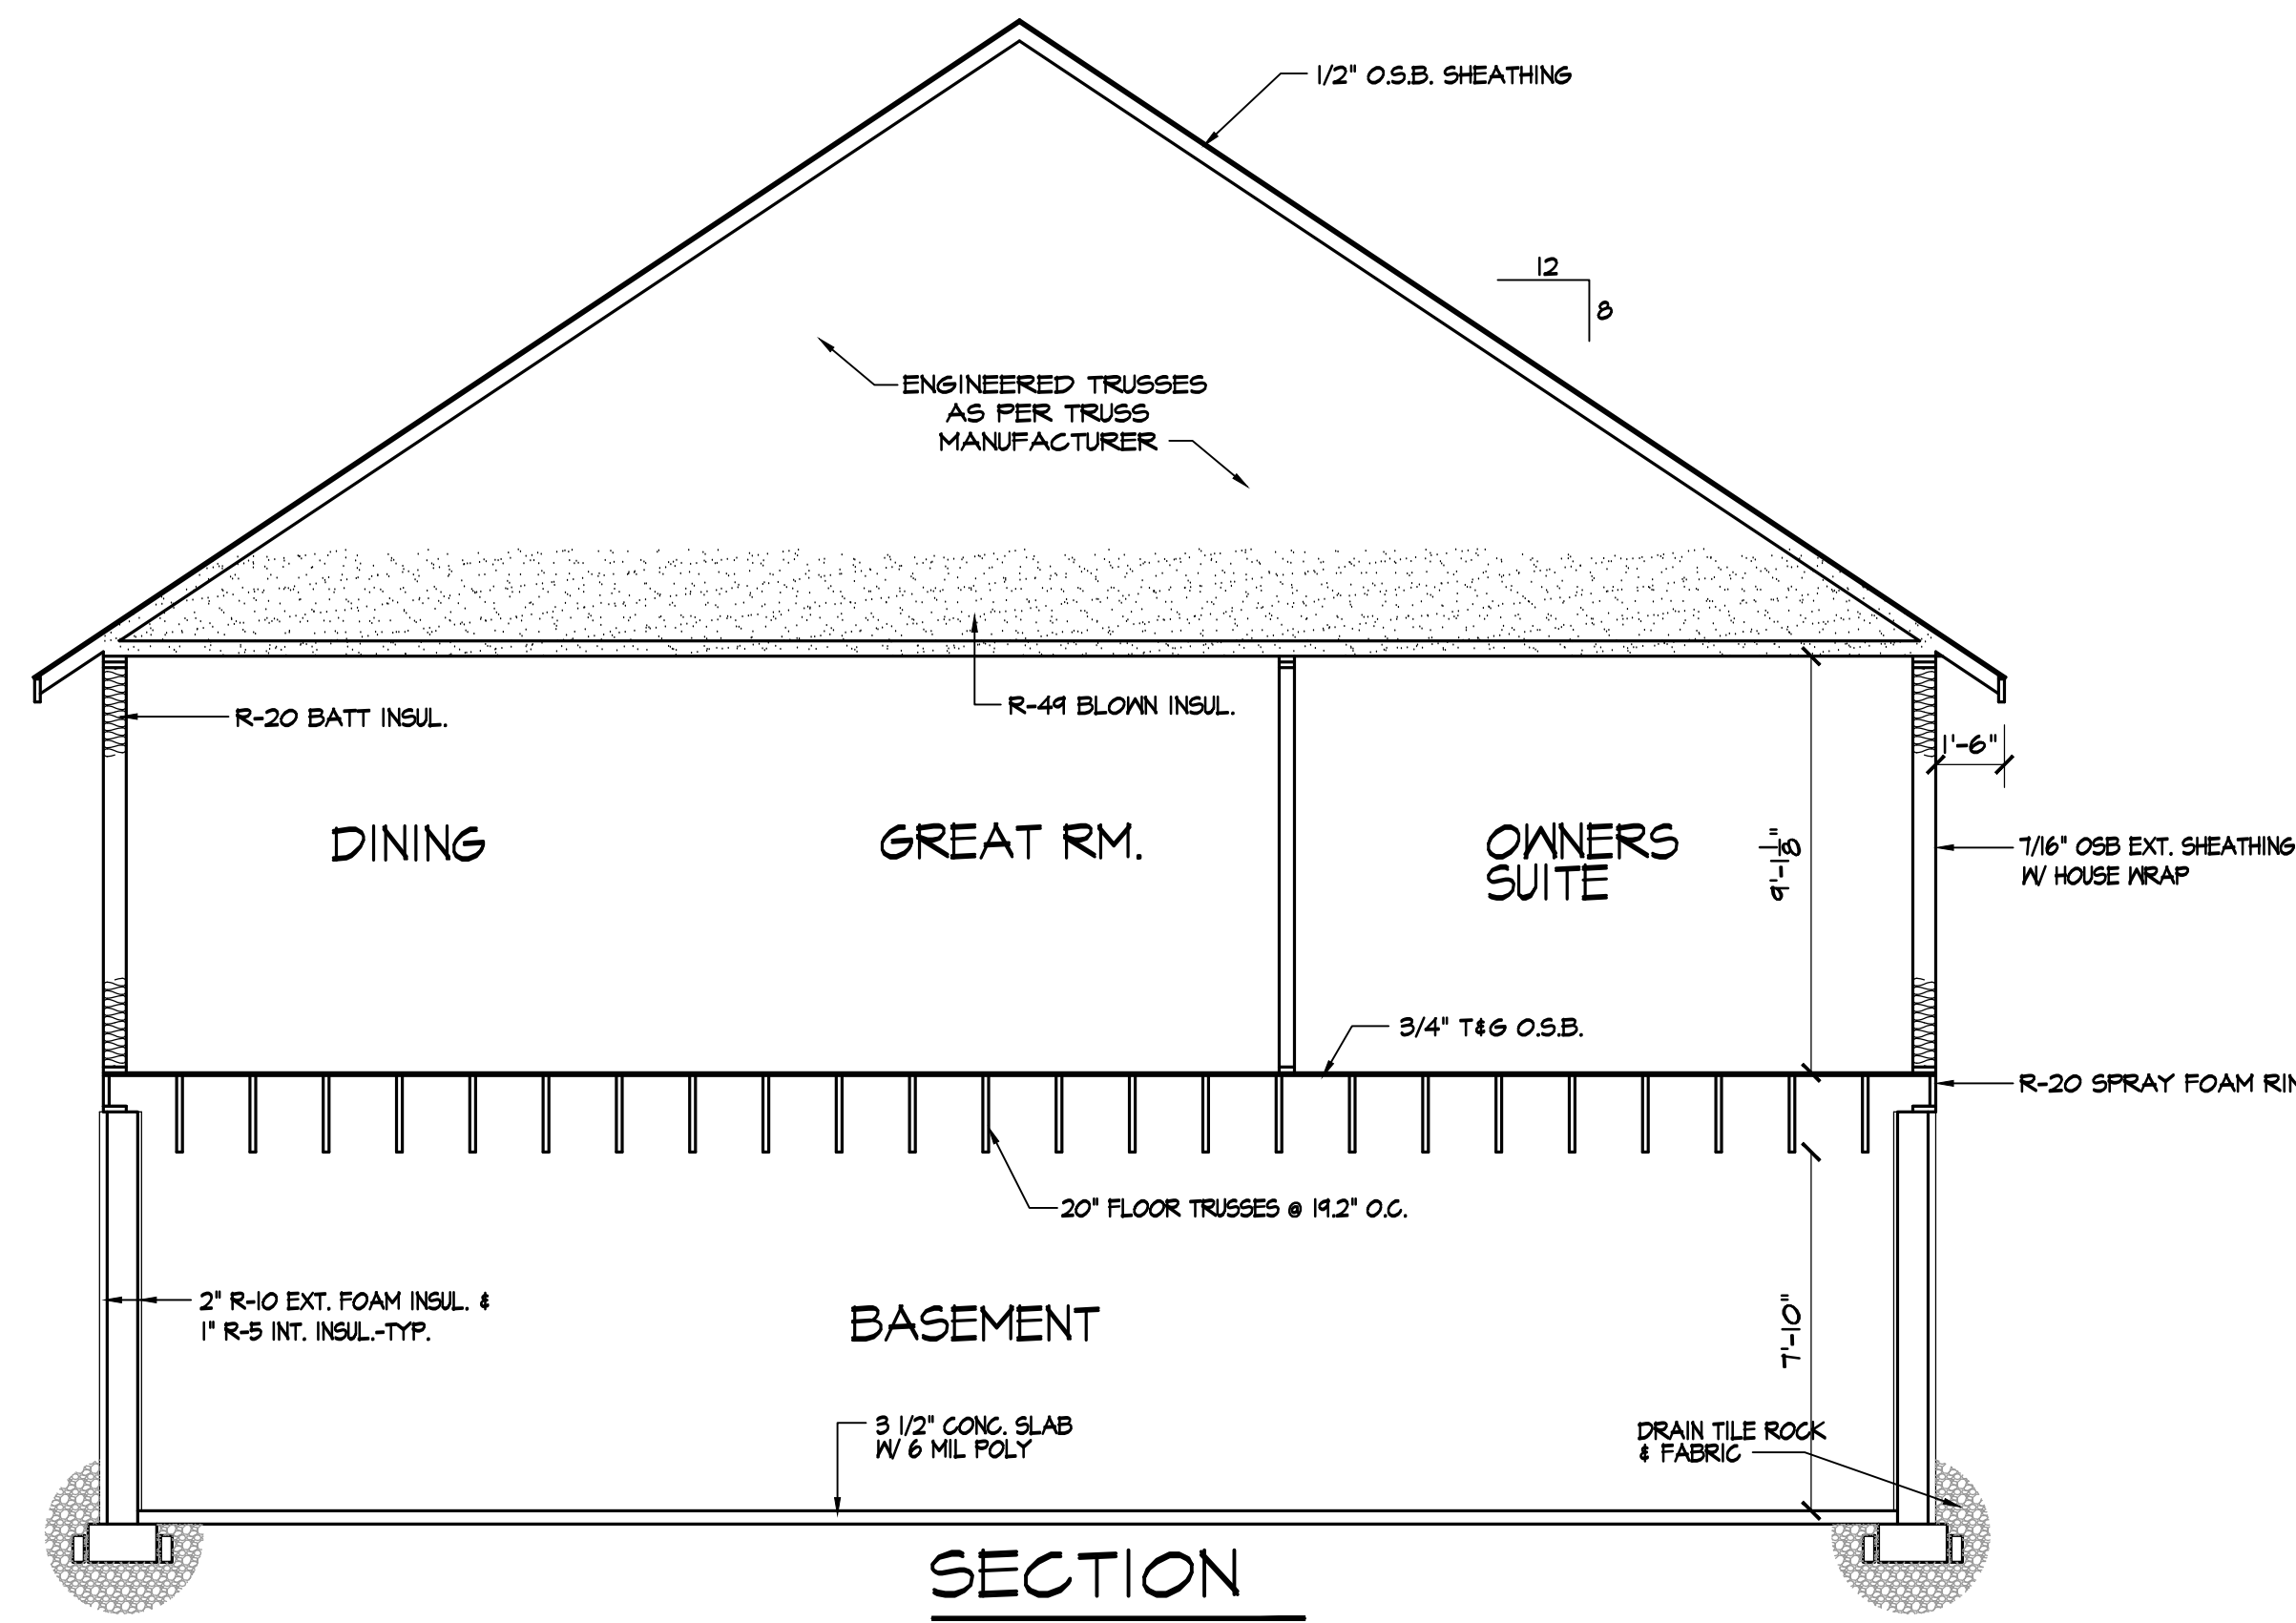 1/2" O.S.B. SHEATHING
12
8
ENGINEERED TRUSSES
AS PER TRUSS
MANUFACTURER
R-20 BATT INSUL.
R-49 BLOWN INSUL.
1'-6"
DINING
GREAT RM.
OWNERS
SUITE
9'-1 1/8"
7/16" OSB EXT. SHEATHING
W/ HOUSE WRAP
3/4" T&G O.S.B.
R-20 SPRAY FOAM
20" FLOOR TRUSSES @ 19.2" O.C.
2" R-10 EXT. FOAM INSUL. &
1" R-5 INT. INSUL.-TYP.
BASEMENT
7'-10"
3 1/2" CONC. SLAB
W/ 6 MIL POLY
DRAIN TILE ROCK
& FABRIC
SECTION